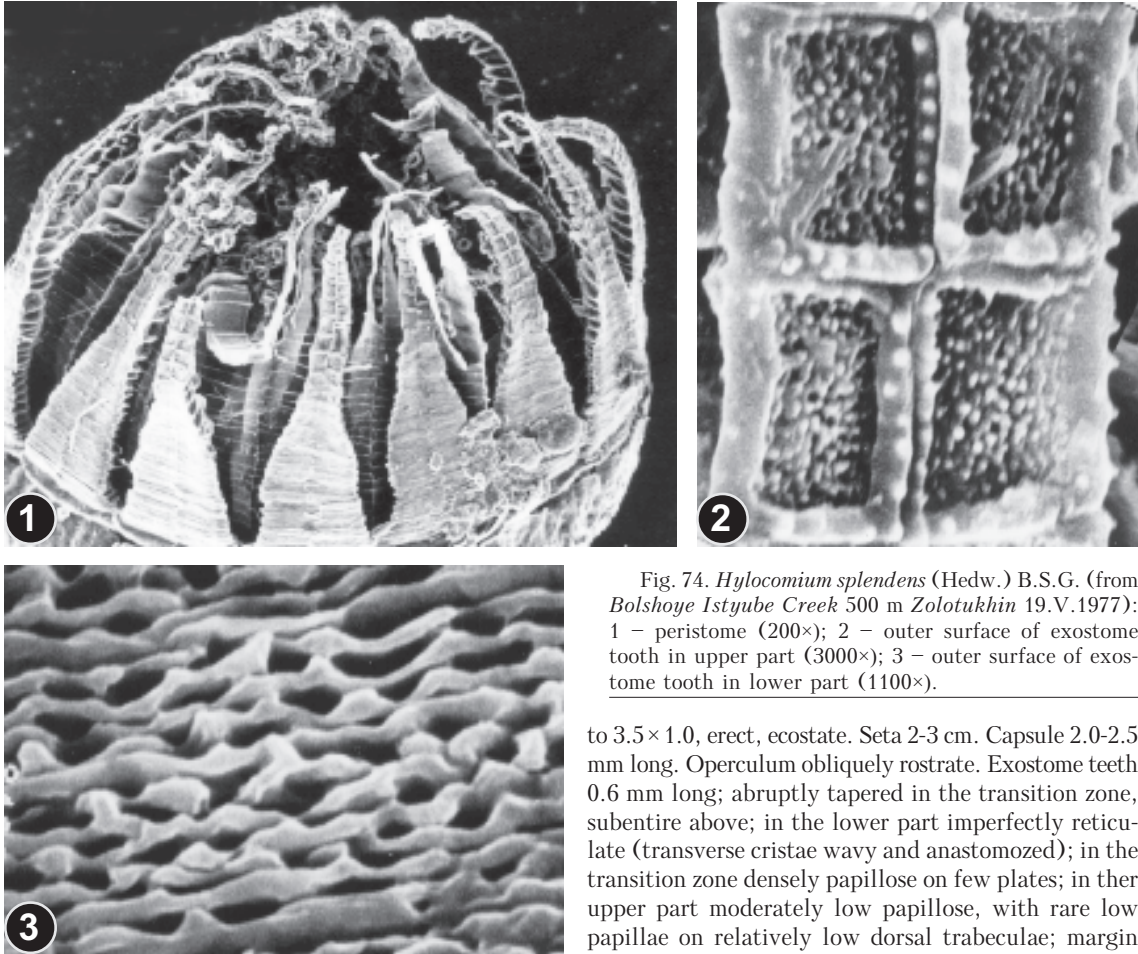 1
2
Fig. 74. Hylocomium splendens (Hedw.) B.S.G. (from
Bolshoye Istyube Creek 500 m Zolotukhin 19.V.1977):
1 – peristome (200×); 2 – outer surface of exostome
tooth in upper part (3000×); 3 – outer surface of exos-
tome tooth in lower part (1100×).
3
to 3.5×1.0, erect, ecostate. Seta 2-3 cm. Capsule 2.0-2.5
mm long. Operculum obliquely rostrate. Exostome teeth
0.6 mm long; abruptly tapered in the transition zone,
subentire above; in the lower part imperfectly reticu-
late (transverse cristae wavy and anastomozed); in the
transition zone densely papillose on few plates; in ther
upper part moderately low papillose, with rare low
papillae on relatively low dorsal trabeculae; margin